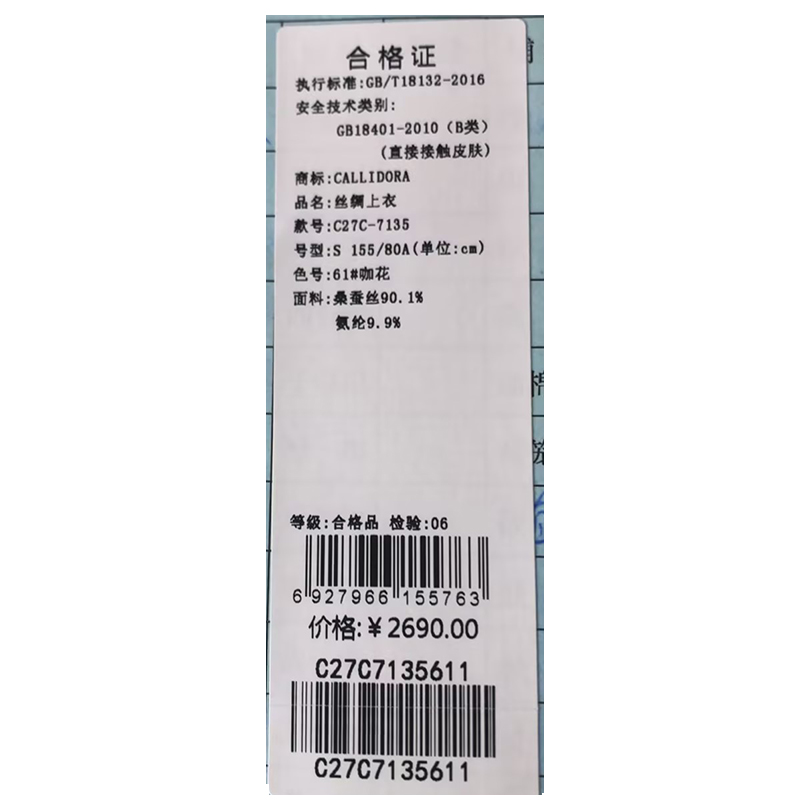 合格证
执行标准:GB/T18132-2016
安全技术类别:
GB18401-2010（B类）
(直接接触皮肤)
商标:CALLIDORA
品名:丝绸上衣
款号:C27C-7135
号型:S 155/80A(单位:cm)
色号:61#咖花
面料:桑蚕丝90.1%
氨纶9.9%
等级:合格品 检验:06
6 927966 155763
价格:￥2690.00
C27C7135611
C27C7135611